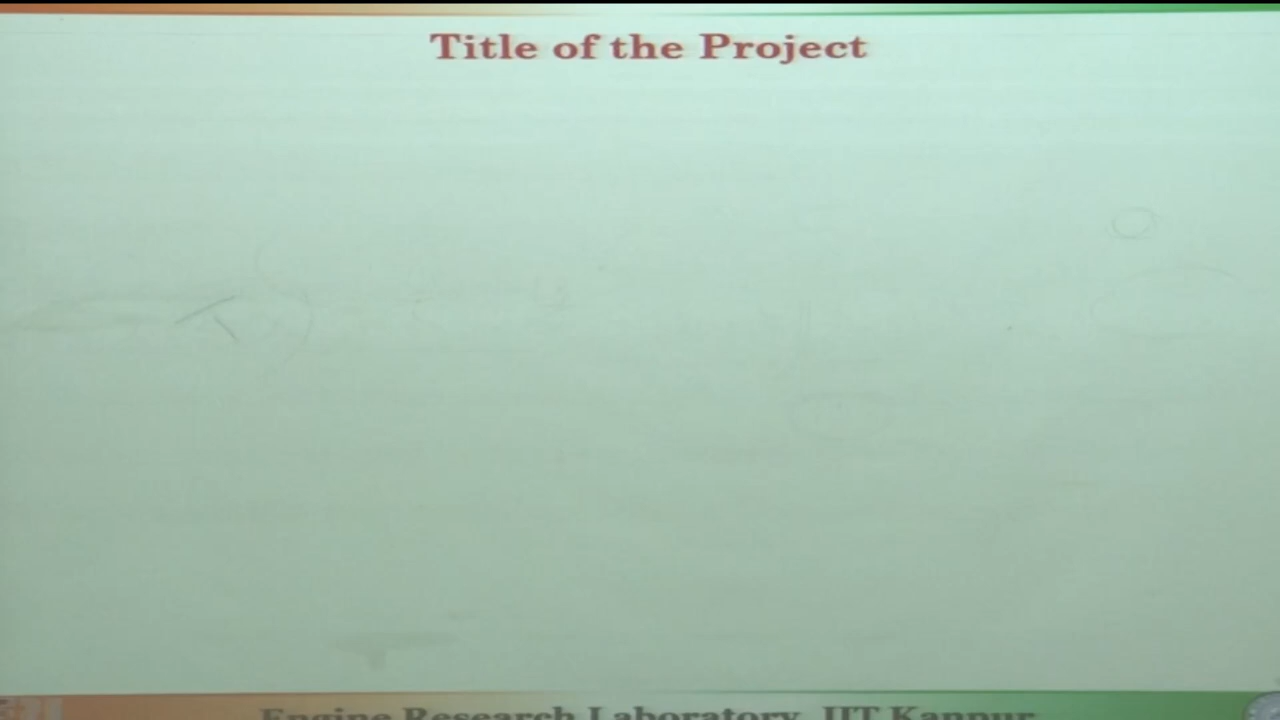 Title of the Project
Engine Research Laboratory, IIT Kanpur